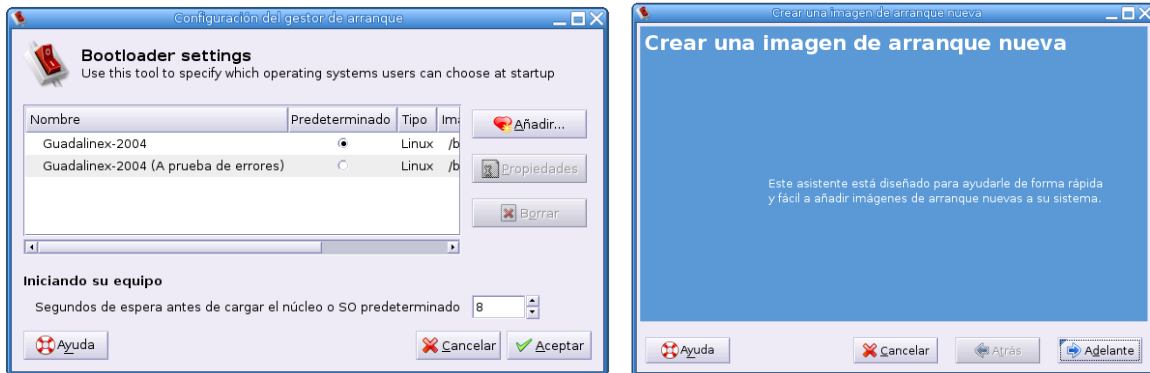 Configuración del gestor de arranque
Bootloader settings
Use this tool to specify which operating systems users can choose at startup
Nombre Predeterminado Tipo Imá
Guadalinex-2004 Linux /b
Guadalinex-2004 (A prueba de errores) Linux /b
Añadir...
Propiedades
Borrar
Iniciando su equipo
Segundos de espera antes de cargar el núcleo o SO predeterminado 8
Ayuda Cancelar Aceptar
Crear una imagen de arranque nueva
Crear una imagen de arranque nueva
Este asistente está diseñado para ayudarle de forma rápida
y fácil a añadir imágenes de arranque nuevas a su sistema.
Ayuda Cancelar Atrás Adelante